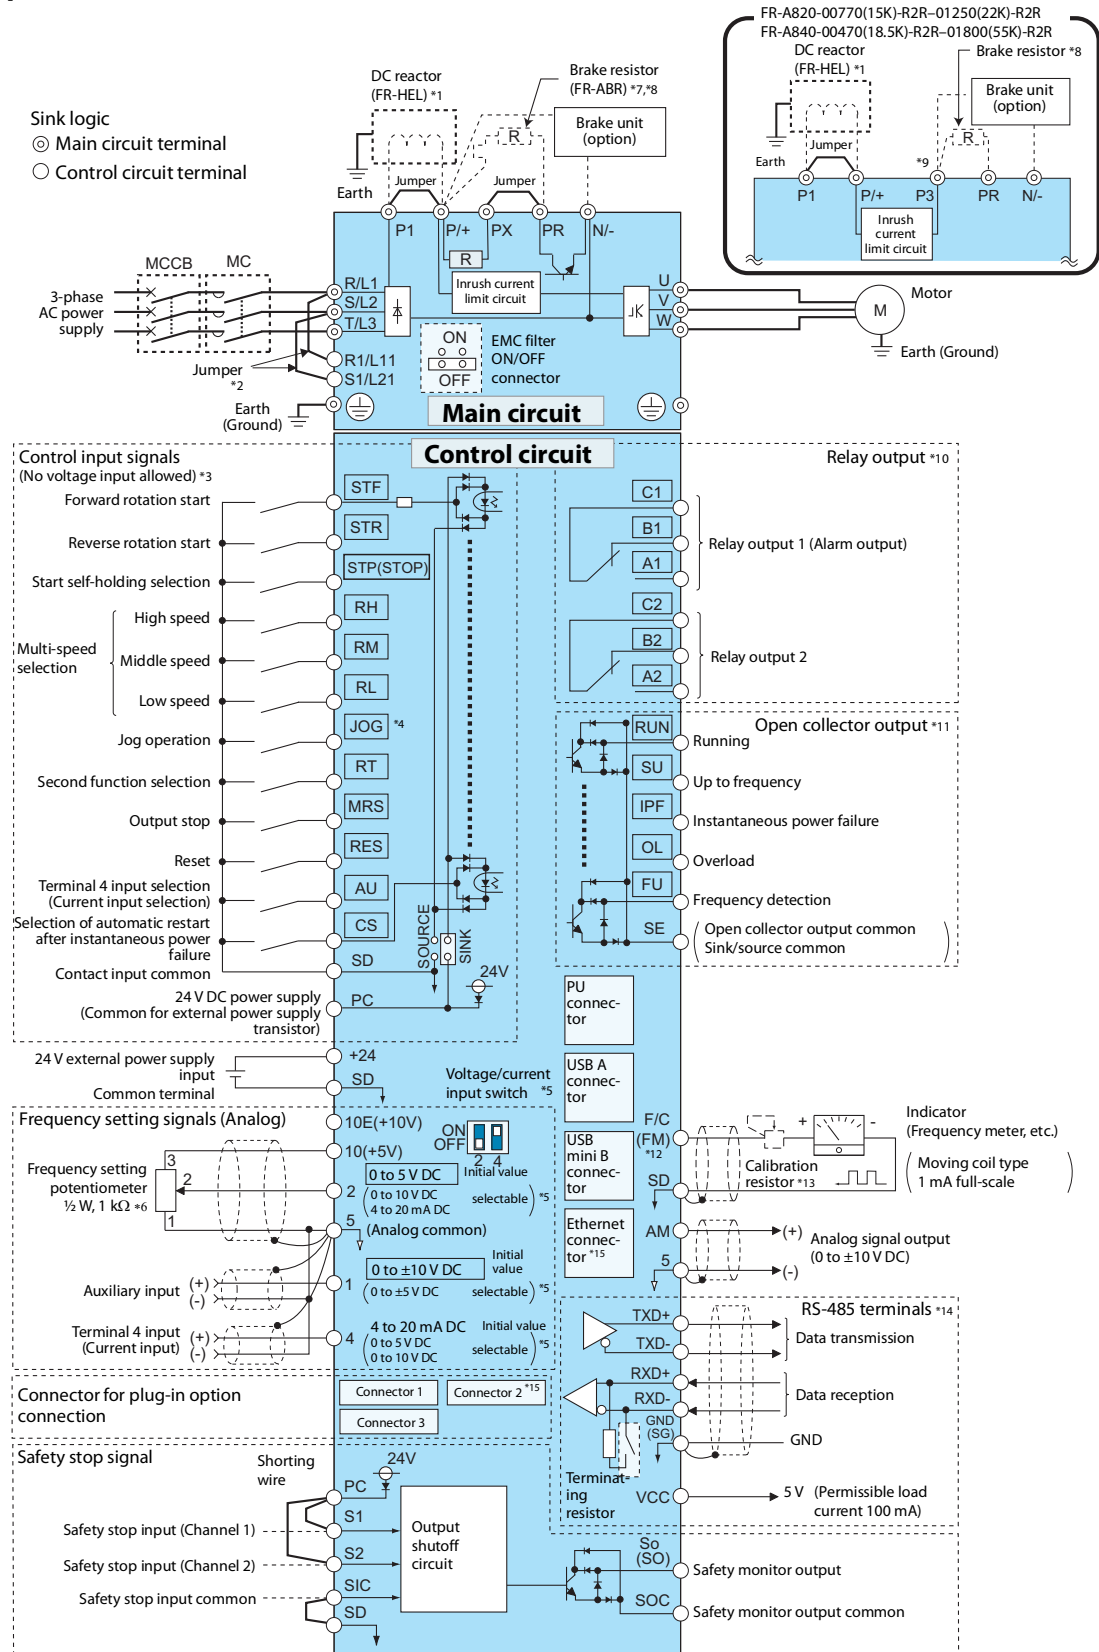 FR-A820-00770(15K)-R2R–01250(22K)-R2R
FR-A840-00470(18.5K)-R2R–01800(55K)-R2R
DC reactor
(FR-HEL) *1
Brake resistor *8
Brake unit
(option)
R
Earth
Jumper
*9
P1
P/+
P3
PR
N/-
Inrush
current
limit circuit
Sink logic
Main circuit terminal
Control circuit terminal
DC reactor
(FR-HEL) *1
Brake resistor
(FR-ABR) *7,*8
Brake unit
(option)
R
Earth
Jumper
Jumper
P1
P/+
PX
PR
N/-
R
Inrush current
limit circuit
MCCB
MC
3-phase
AC power
supply
R/L1
S/L2
T/L3
R1/L11
S1/L21
Jumper
*2
Earth
(Ground)
ON
OFF
EMC filter
ON/OFF
connector
U
V
W
M
Motor
Earth (Ground)
Main circuit
Control circuit
Control input signals
(No voltage input allowed) *3
Forward rotation start
Reverse rotation start
Start self-holding selection
Multi-speed
selection
High speed
Middle speed
Low speed
Jog operation
Second function selection
Output stop
Reset
Terminal 4 input selection
(Current input selection)
Selection of automatic restart
after instantaneous power
failure
Contact input common
24 V DC power supply
(Common for external power supply
transistor)
STF
STR
STP(STOP)
RH
RM
RL
JOG *4
RT
MRS
RES
AU
CS
SD
PC
SOURCE
SINK
24V
Relay output *10
C1
B1
A1
Relay output 1 (Alarm output)
C2
B2
A2
Relay output 2
Open collector output *11
RUN
Running
SU
Up to frequency
IPF
Instantaneous power failure
OL
Overload
FU
Frequency detection
SE
Open collector output common
Sink/source common
24 V external power supply
input
Common terminal
+24
SD
Voltage/current
input switch *5
PU
connec-
tor
USB A
connec-
tor
USB
mini B
connec-
tor
Ethernet
connec-
tor *15
Frequency setting signals (Analog)
Frequency setting
potentiometer
½ W, 1 kΩ *6
3
2
1
10E(+10V)
10(+5V)
ON
OFF
2 4
0 to 5 V DC
Initial value
2
(0 to 10 V DC
4 to 20 mA DC
selectable) *5
5
(Analog common)
Auxiliary input
(+)
(-)
1
0 to ±10 V DC
Initial
value
(0 to ±5 V DC
selectable) *5
Terminal 4 input
(Current input)
(+)
(-)
4
4 to 20 mA DC
Initial value
(0 to 5 V DC
0 to 10 V DC
selectable) *5
F/C
(FM)
*12
SD
+
-
Indicator
(Frequency meter, etc.)
Calibration
resistor *13
(Moving coil type
1 mA full-scale)
AM
5
(+)
(-)
Analog signal output
(0 to ±10 V DC)
RS-485 terminals *14
TXD+
TXD-
Data transmission
RXD+
RXD-
Data reception
GND
(SG)
GND
Terminat-
ing
resistor
VCC
5 V
(Permissible load
current 100 mA)
Connector for plug-in option
connection
Connector 1
Connector 2 *15
Connector 3
Safety stop signal
Shorting
wire
24V
PC
S1
S2
SIC
SD
Safety stop input (Channel 1)
Safety stop input (Channel 2)
Safety stop input common
Output
shutoff
circuit
So
(SO)
Safety monitor output
SOC
Safety monitor output common